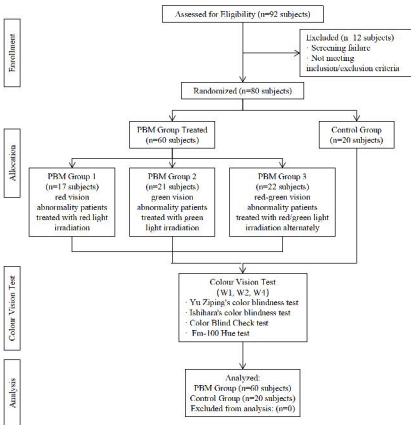 Enrollment
Assessed for Eligibility (n=92 subjects)
Excluded (n=12 subjects)
· Screening failure
· Not meeting
inclusion/exclusion criteria
Randomized (n=80 subjects)
Allocation
PBM Group Treated
(n=60 subjects)
Control Group
(n=20 subjects)
PBM Group 1
(n=17 subjects)
red vision
abnormality patients
treated with red light
irradiation
PBM Group 2
(n=21 subjects)
green vision
abnormality patients
treated with green
light irradiation
PBM Group 3
(n=22 subjects)
red-green vision
abnormality patients
treated with red/green light
irradiation alternately
Colour Vision Test
Colour Vision Test
(W1, W2, W4)
· Yu Ziping's color blindness test
· Ishihara's color blindness test
· Color Blind Check test
· Fm-100 Hue test
Analysis
Analyzed:
PBM Group (n=60 subjects)
Control Group (n=20 subjects)
Excluded from analysis: (n=0)